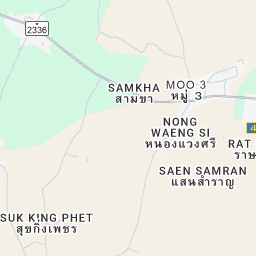 2336
SAMKHA
สามขา
MOO 3
หมู่ 3
NONG
WAENG SI
หนองแวงศรี
4
RAT
ราษ
SAEN SAMRAN
แสนสำราญ
SUK KING PHET
สุขกิ่งเพชร